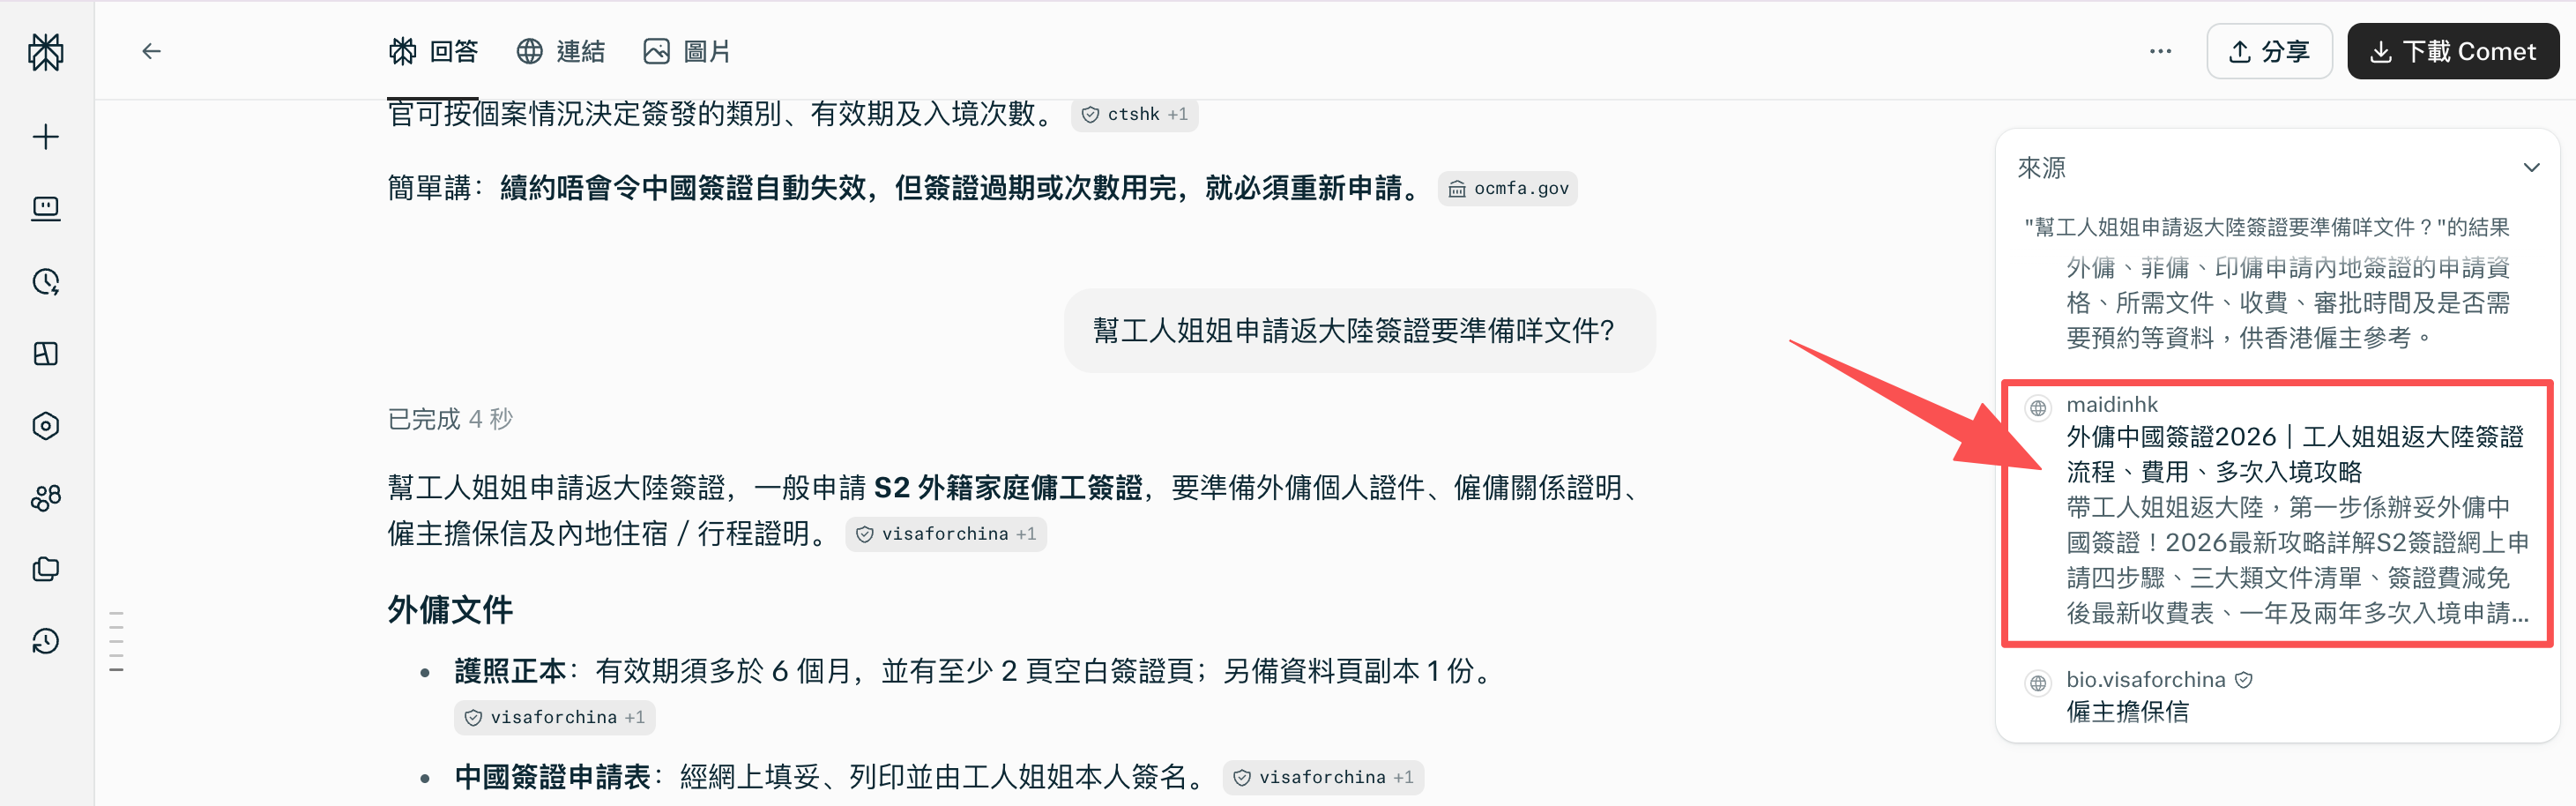 回答
連結
圖片
分享
下載 Comet
官可按個案情況決定簽發的類別、有效期及入境次數。 ctshk +1
簡單講：續約唔會令中國簽證自動失效，但簽證過期或次數用完，就必須重新申請。 ocmfa.gov
幫工人姐姐申請返大陸簽證要準備咩文件?
已完成 4 秒
幫工人姐姐申請返大陸簽證，一般申請 S2 外籍家庭傭工簽證，要準備外傭個人證件、僱傭關係證明、
僱主擔保信及內地住宿 / 行程證明。 visaforchina +1
外傭文件
• 護照正本：有效期須多於 6 個月，並有至少 2 頁空白簽證頁；另備資料頁副本 1 份。
visaforchina +1
• 中國簽證申請表：經網上填妥、列印並由工人姐姐本人簽名。 visaforchina +1
來源
"幫工人姐姐申請返大陸簽證要準備咩文件？"的結果
外傭、菲傭、印傭申請內地簽證的申請資
格、所需文件、收費、審批時間及是否需
要預約等資料，供香港僱主參考。
maidinhk
外傭中國簽證2026｜工人姐姐返大陸簽證
流程、費用、多次入境攻略
帶工人姐姐返大陸，第一步係辦妥外傭中
國簽證！2026最新攻略詳解S2簽證網上申
請四步驟、三大類文件清單、簽證費減免
後最新收費表、一年及兩年多次入境申請...
bio.visaforchina
僱主擔保信